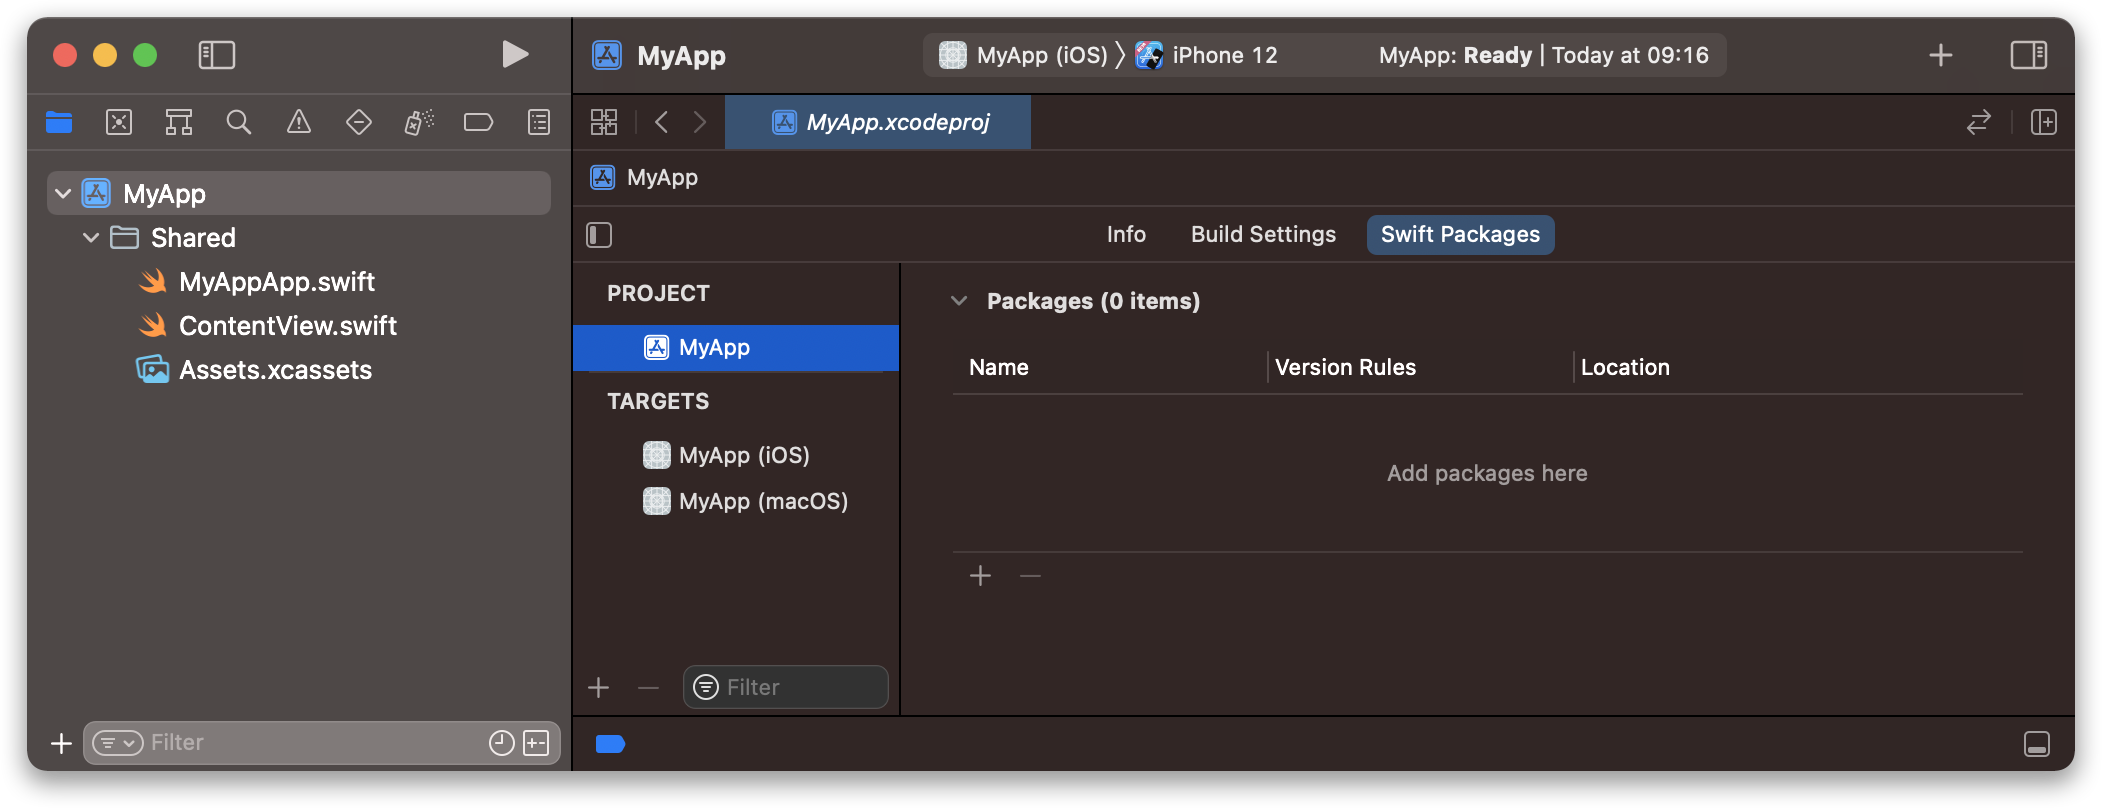 MyApp
MyApp (iOS) 〉 iPhone 12
MyApp: Ready | Today at 09:16
MyApp
Shared
MyAppApp.swift
ContentView.swift
Assets.xcassets
Filter
MyApp.xcodeproj
MyApp
Info
Build Settings
Swift Packages
PROJECT
MyApp
TARGETS
MyApp (iOS)
MyApp (macOS)
Filter
Packages (0 items)
Name
Version Rules
Location
Add packages here